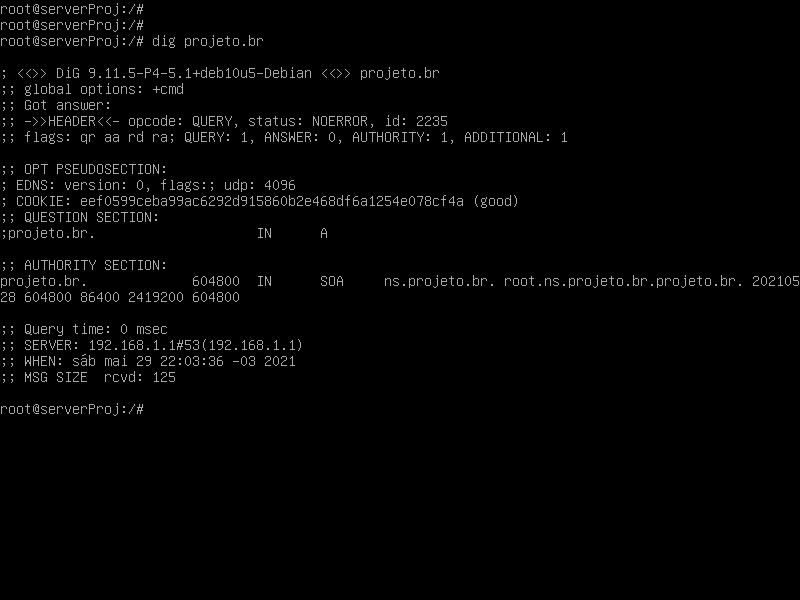 root@serverProj:/#
root@serverProj:/#
root@serverProj:/# dig projeto.br
; <<>> DiG 9.11.5-P4-5.1+deb10u5-Debian <<>> projeto.br
;; global options: +cmd
;; Got answer:
;; ->>HEADER<<- opcode: QUERY, status: NOERROR, id: 2235
;; flags: qr aa rd ra; QUERY: 1, ANSWER: 0, AUTHORITY: 1, ADDITIONAL: 1
;; OPT PSEUDOSECTION:
; EDNS: version: 0, flags:; udp: 4096
; COOKIE: eef0599ceba99ac6292d915860b2e468df6a1254e078cf4a (good)
;; QUESTION SECTION:
;projeto.br. IN A
;; AUTHORITY SECTION:
projeto.br. 604800 IN SOA ns.projeto.br. root.ns.projeto.br.projeto.br. 202105
28 604800 86400 2419200 604800
;; Query time: 0 msec
;; SERVER: 192.168.1.1#53(192.168.1.1)
;; WHEN: sáb mai 29 22:03:36 -03 2021
;; MSG SIZE rcvd: 125
root@serverProj:/#